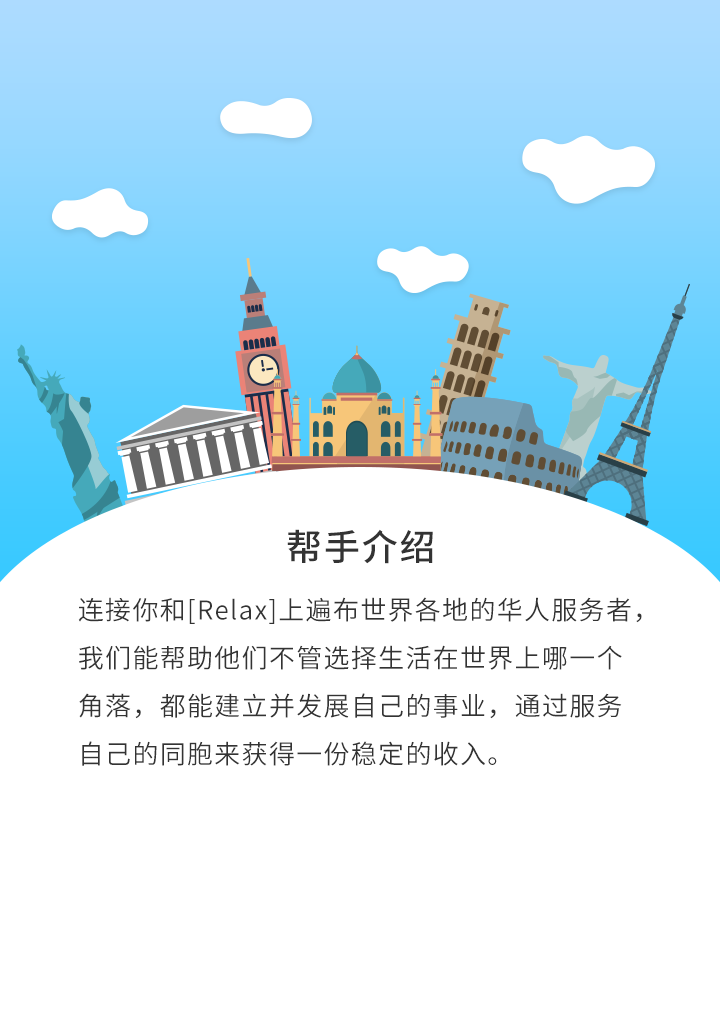 帮手介绍
连接你和[Relax]上遍布世界各地的华人服务者，
我们能帮助他们不管选择生活在世界上哪一个
角落，都能建立并发展自己的事业，通过服务
自己的同胞来获得一份稳定的收入。